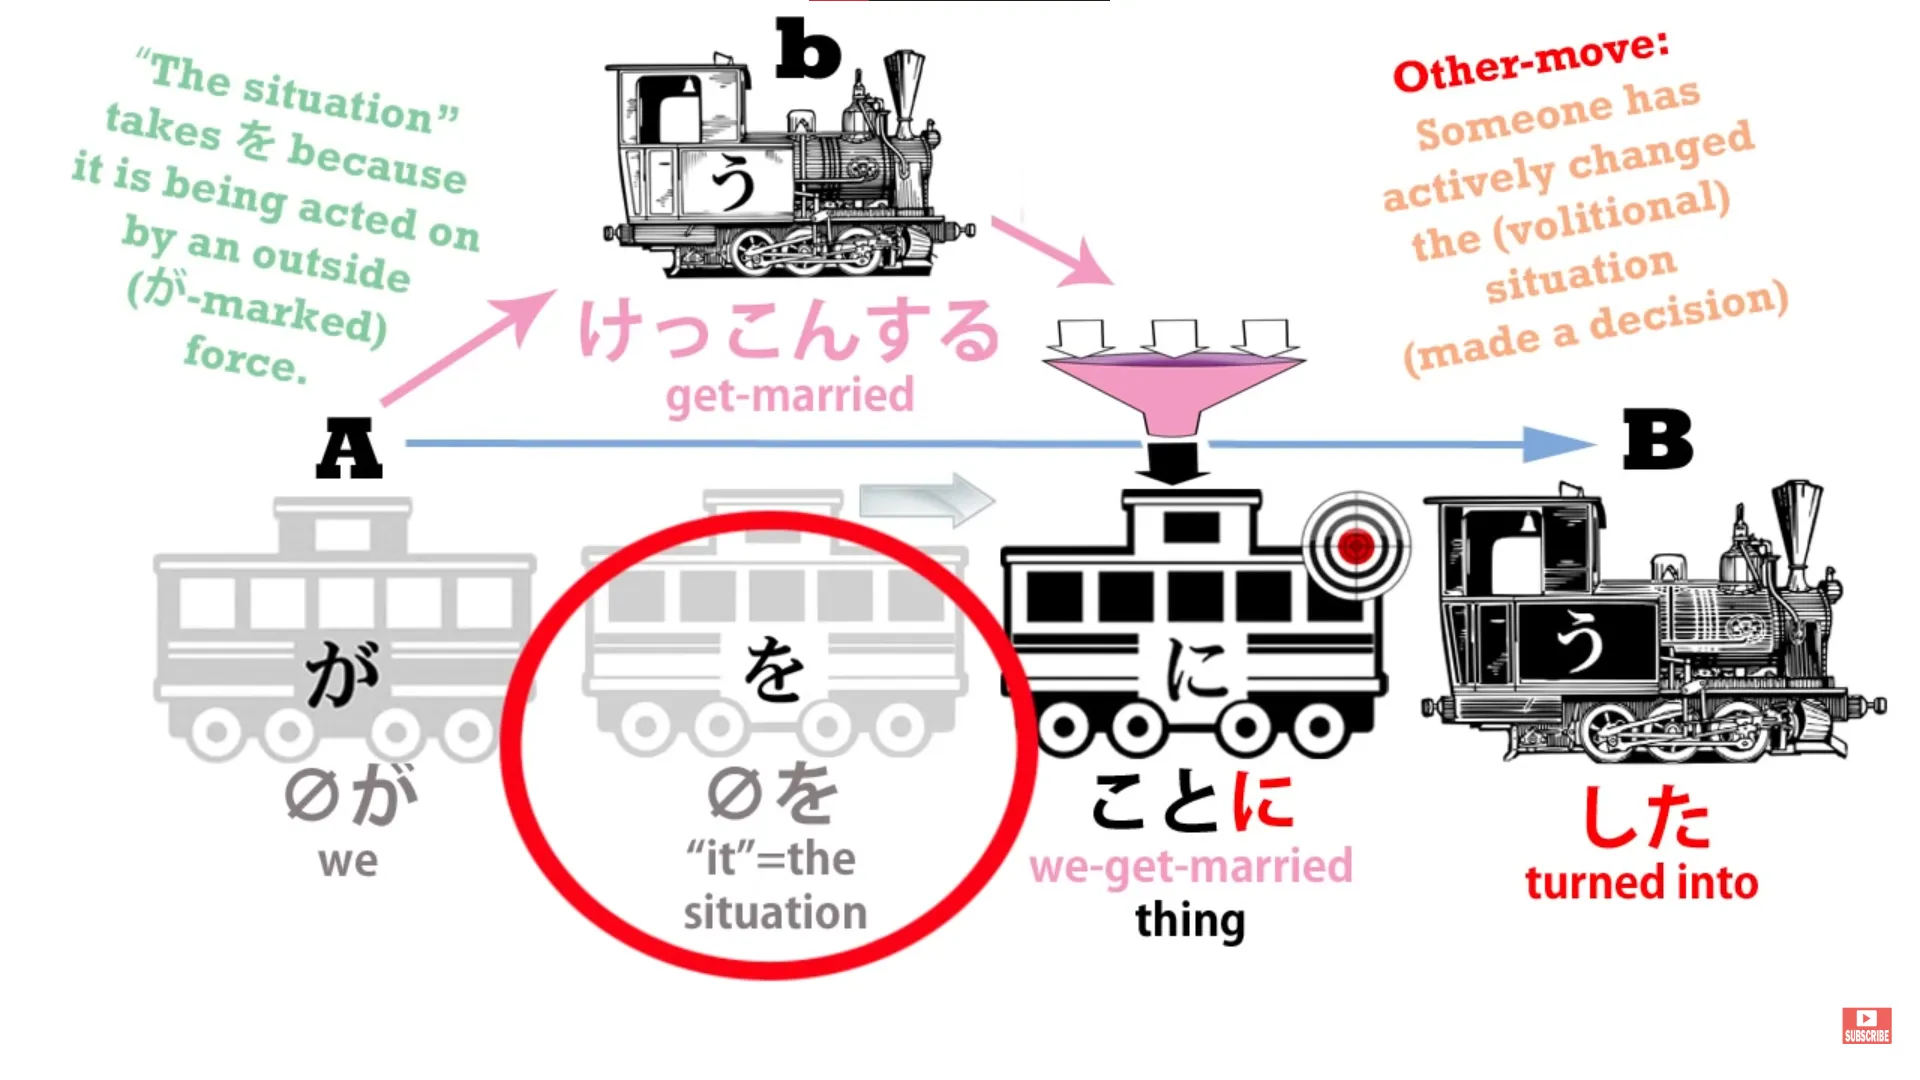 “The situation”
takes を because
it is being acted on
by an outside
(が-marked)
force.
b
う
けっこんする
get-married
Other-move:
Someone has
actively changed
the (volitional)
situation
(made a decision)
A
B
が
を
に
う
∅が
we
∅を
“it”=the
situation
ことに
we-get-married
thing
した
turned into
SUBSCRIBE